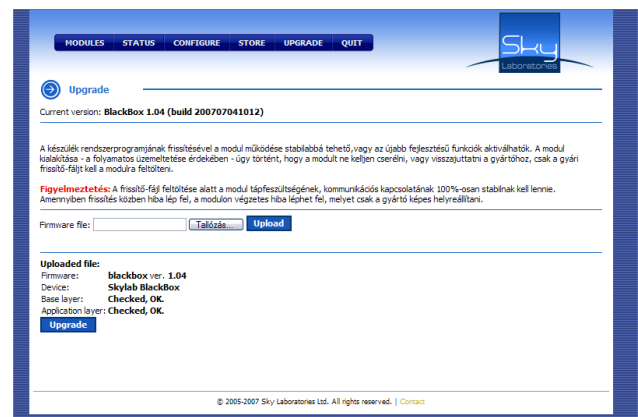 MODULES STATUS CONFIGURE STORE UPGRADE QUIT
Sky
Laboratories
Upgrade
Current version: BlackBox 1.04 (build 200707041012)
A készülék rendszerprogramjának frissítésével a modul működése stabilabbá tehető,vagy az újabb fejlesztésű funkciók aktiválhatók. A modul
kialakítása - a folyamatos üzemeltetése érdekében - úgy történt, hogy a modult ne kelljen cserélni, vagy visszajuttatni a gyártóhoz, csak a gyári
frissítő-fáljt kell a modulra feltölteni.
Figyelmeztetés: A frissítő-fájl feltöltése alatt a modul tápfeszültségének, kommunikációs kapcsolatának 100%-osan stabilnak kell lennie.
Amennyiben frissítés közben hiba lép fel, a modulon végzetes hiba léphet fel, melyet csak a gyártó képes helyreállítani.
Firmware file: Tallózás... Upload
Uploaded file:
Firmware: blackbox ver. 1.04
Device: Skylab BlackBox
Base layer: Checked, OK.
Application layer: Checked, OK.
Upgrade
© 2005-2007 Sky Laboratories Ltd. All rights reserved. | Contact